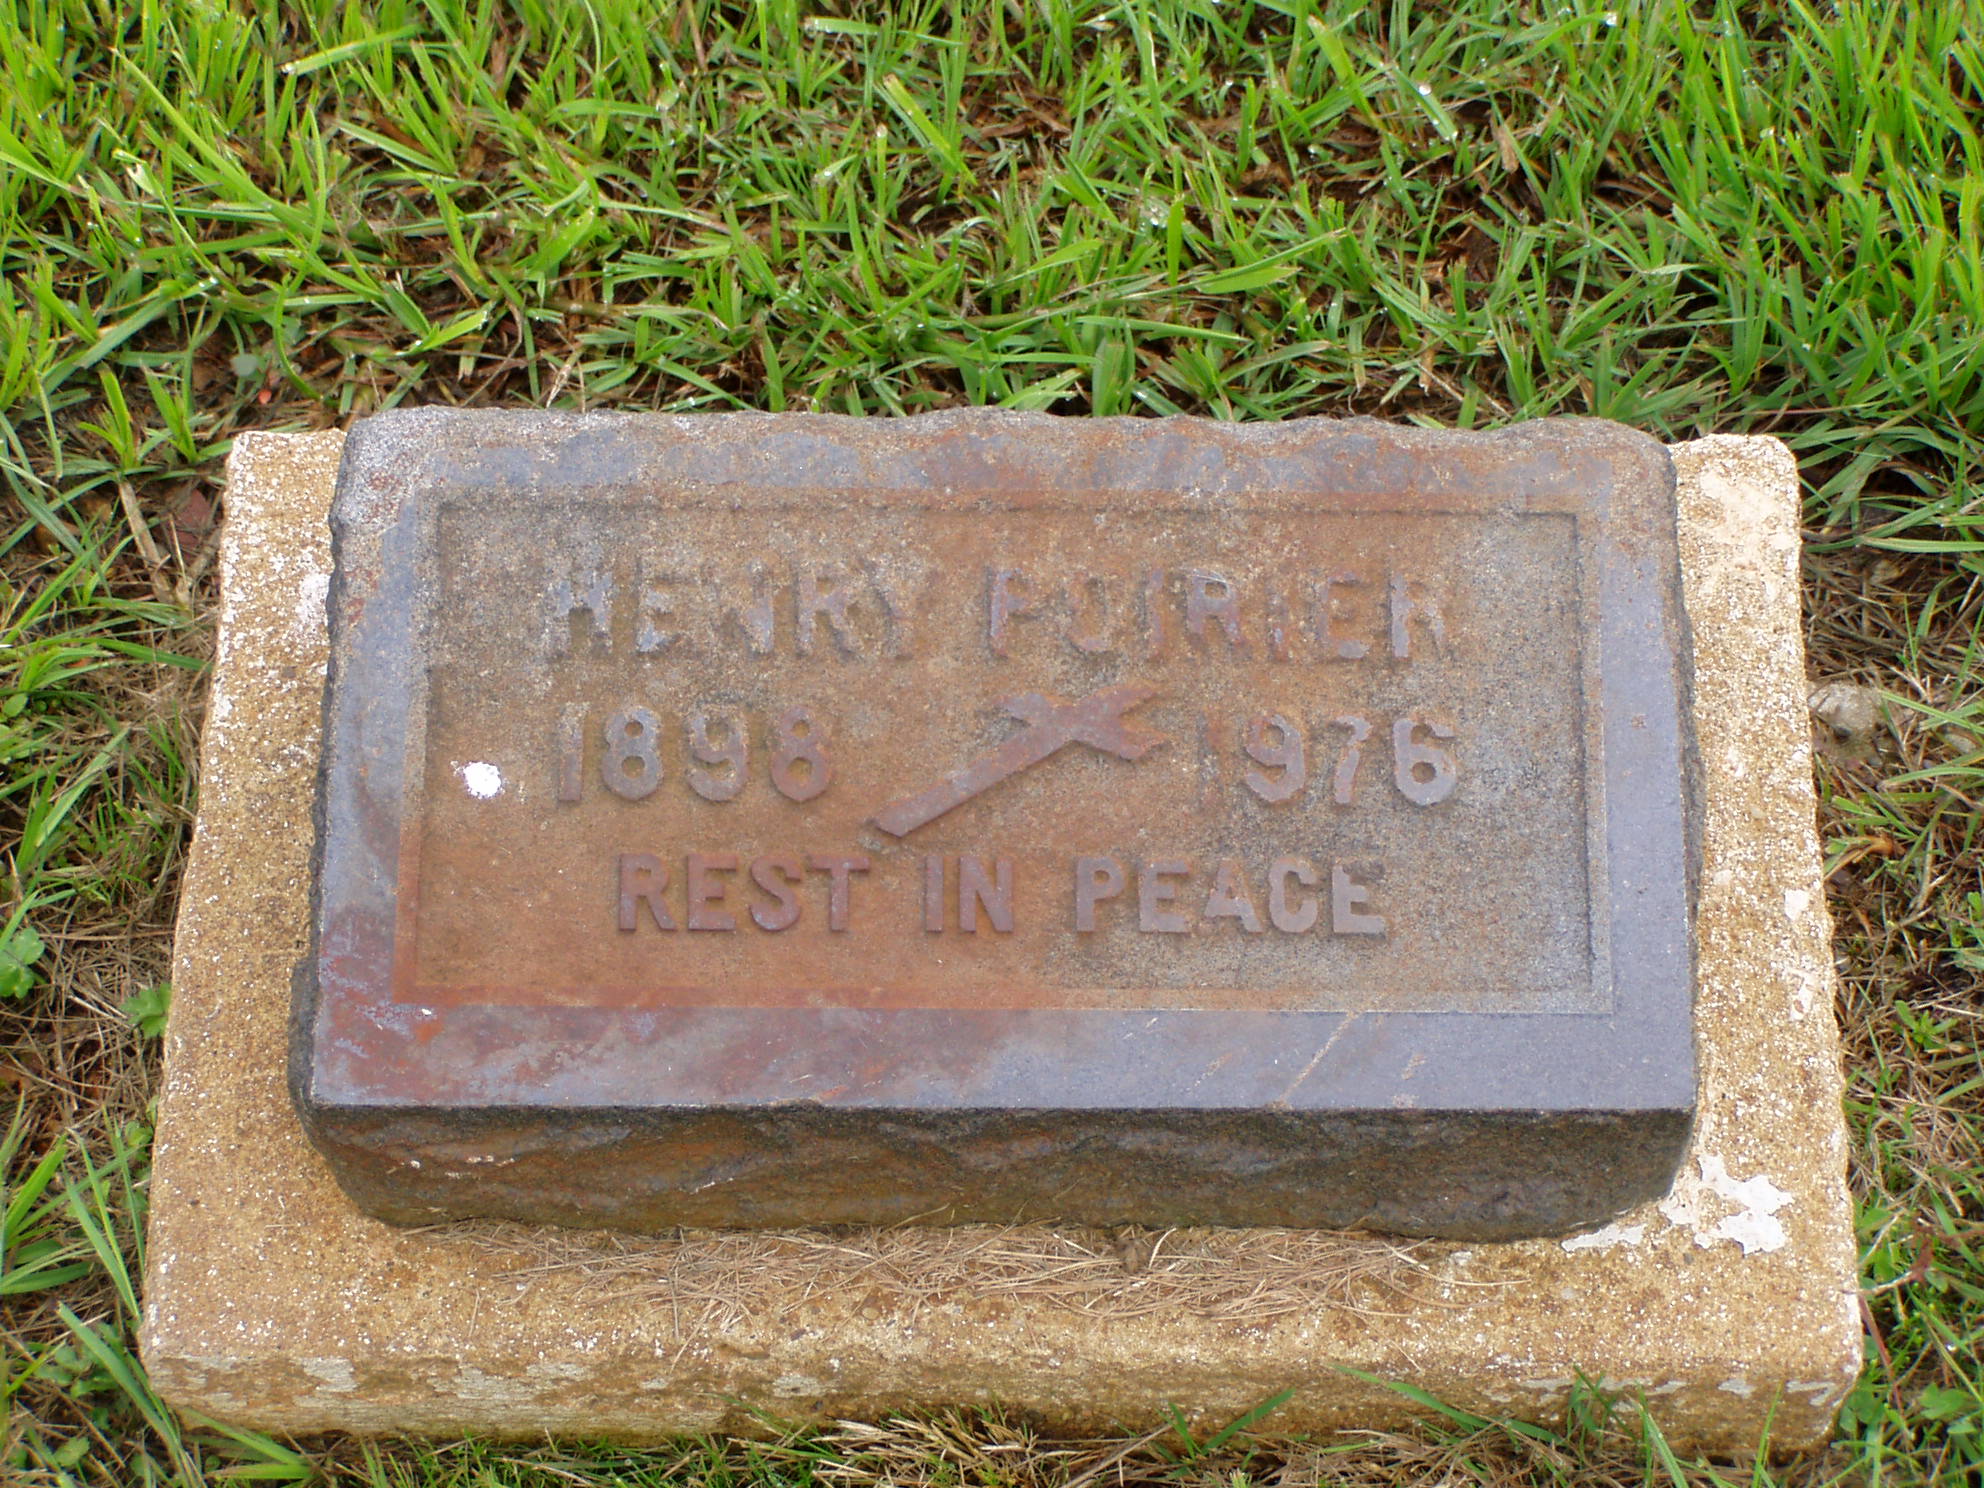 HENRY POIRIER
1898 1976
REST IN PEACE